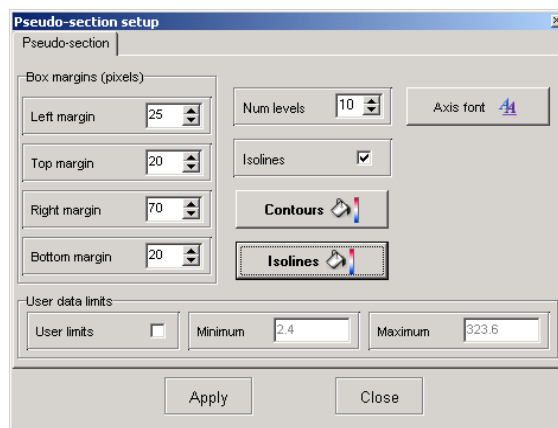 Pseudo-section setup
Pseudo-section
Box margins (pixels)
Left margin 25
Top margin 20
Right margin 70
Bottom margin 20
Num levels 10
Isolines
Contours
Isolines
Axis font
User data limits
User limits
Minimum 2.4
Maximum 323.6
Apply
Close